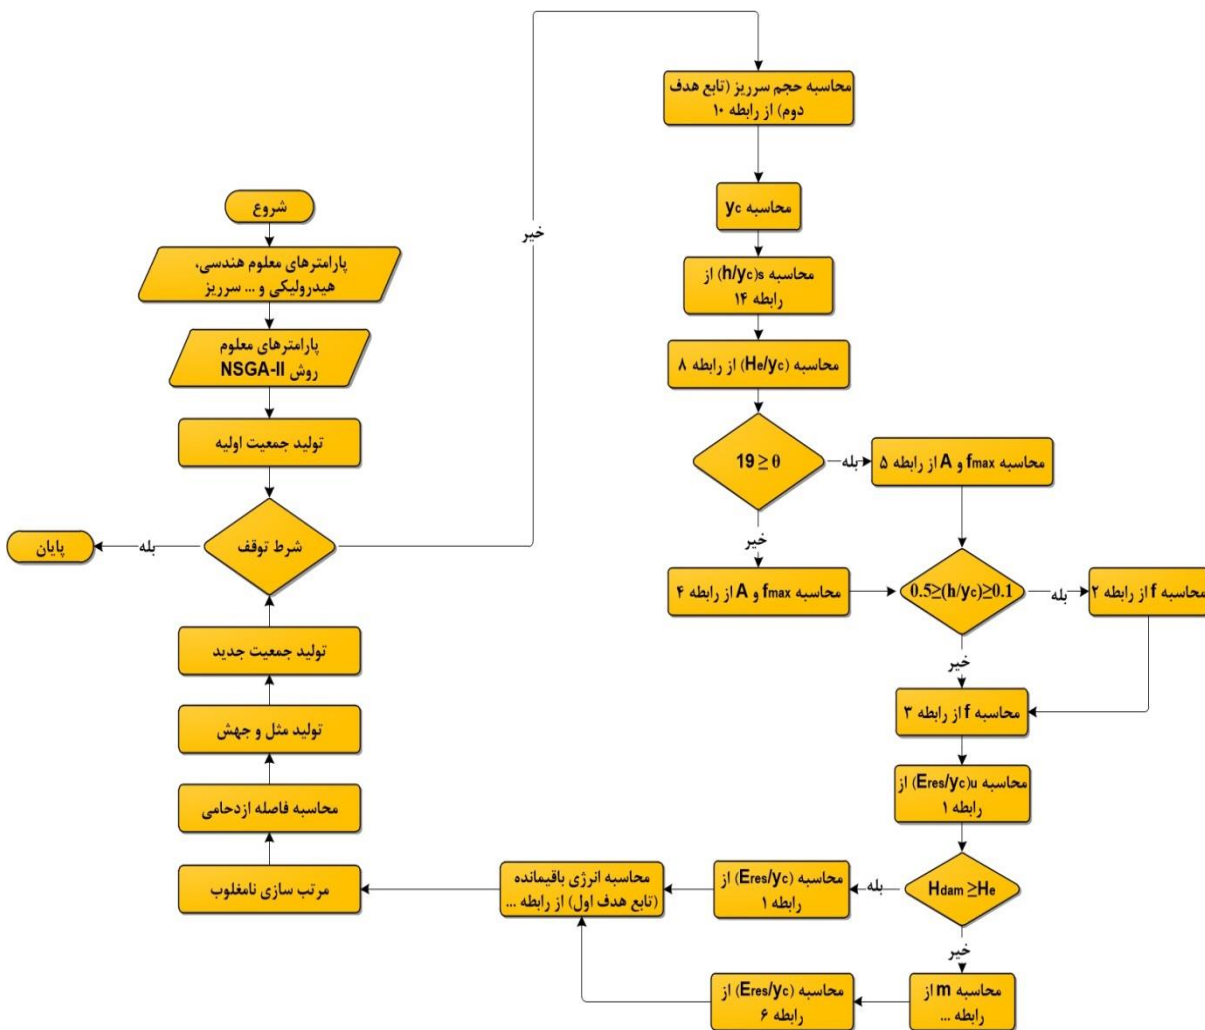 شروع
پارامترهای معلوم هندسی،
هیدرولیکی و ... سرریز
پارامترهای معلوم
روش NSGA-II
تولید جمعیت اولیه
شرط توقف
بله
پایان
خیر
محاسبه حجم سرریز (تابع هدف
دوم) از رابطه ۱۰
محاسبه yc
محاسبه (h/yc)s از
رابطه ۱۴
محاسبه (He/yc) از رابطه ۸
19 ≥ θ
بله
محاسبه fmax و A از رابطه ۵
خیر
محاسبه fmax و A از رابطه ۴
0.5≥(h/yc)≥0.1
بله
محاسبه f از رابطه ۲
خیر
محاسبه f از رابطه ۳
محاسبه (Eres/yc)u از
رابطه ۱
Hdam ≥He
بله
محاسبه (Eres/yc) از
رابطه ۱
خیر
محاسبه m از
رابطه ...
محاسبه (Eres/yc) از
رابطه ۶
محاسبه انرژی باقیمانده
(تابع هدف اول) از رابطه ...
مرتب سازی نامغلوب
محاسبه فاصله ازدحامی
تولید مثل و جهش
تولید جمعیت جدید